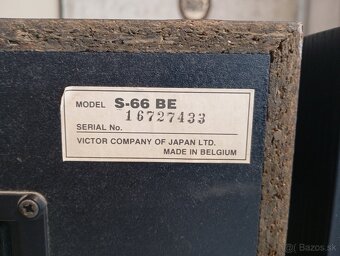 MODEL S-66 BE
16727433
SERIAL No.
VICTOR COMPANY OF JAPAN LTD.
MADE IN BELGIUM
Bazos.sk